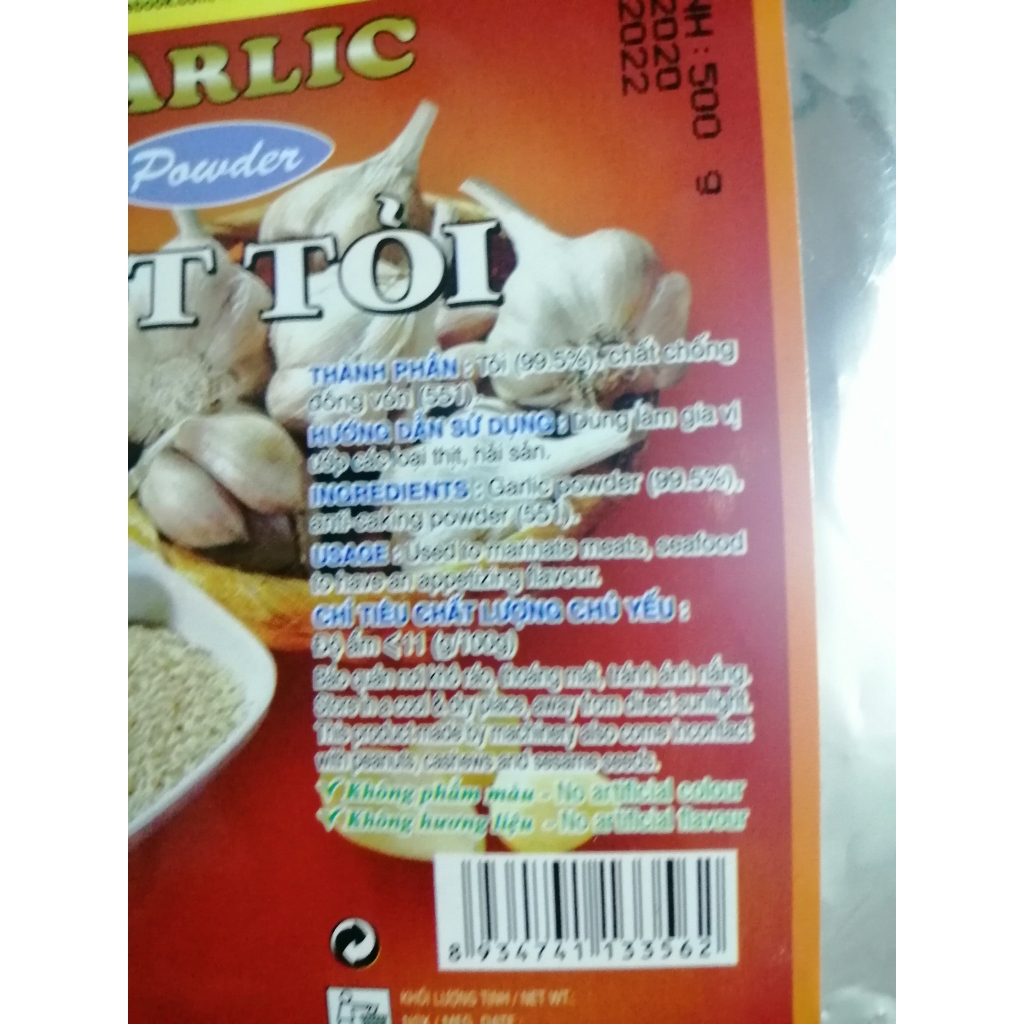 ARLIC
Powder
T TỎI
NH : 500 g
2020
2022
THÀNH PHẦN : Tỏi (99.5%), chất chống
đông vón (551).
HƯỚNG DẪN SỬ DỤNG : Dùng làm gia vị
ướp các loại thịt, hải sản.
INGREDIENTS : Garlic powder (99.5%),
anti-caking powder (551).
USAGE : Used to marinate meats, seafood
to have an appetizing flavour.
CHỈ TIÊU CHẤT LƯỢNG CHỦ YẾU :
Độ ẩm ⩽ 11 (g/100g)
Bảo quản nơi khô ráo, thoáng mát, tránh ánh nắng.
Store in a cool & dry place, away from direct sunlight.
This product made by machinery also come incontact
with peanuts, cashews and sesame seeds.
✓ Không phẩm màu - No artificial colour
✓ Không hương liệu - No artificial flavour
8 934741 133562
KHỐI LƯỢNG TỊNH / NET WT :
NSX / MFG. DATE :